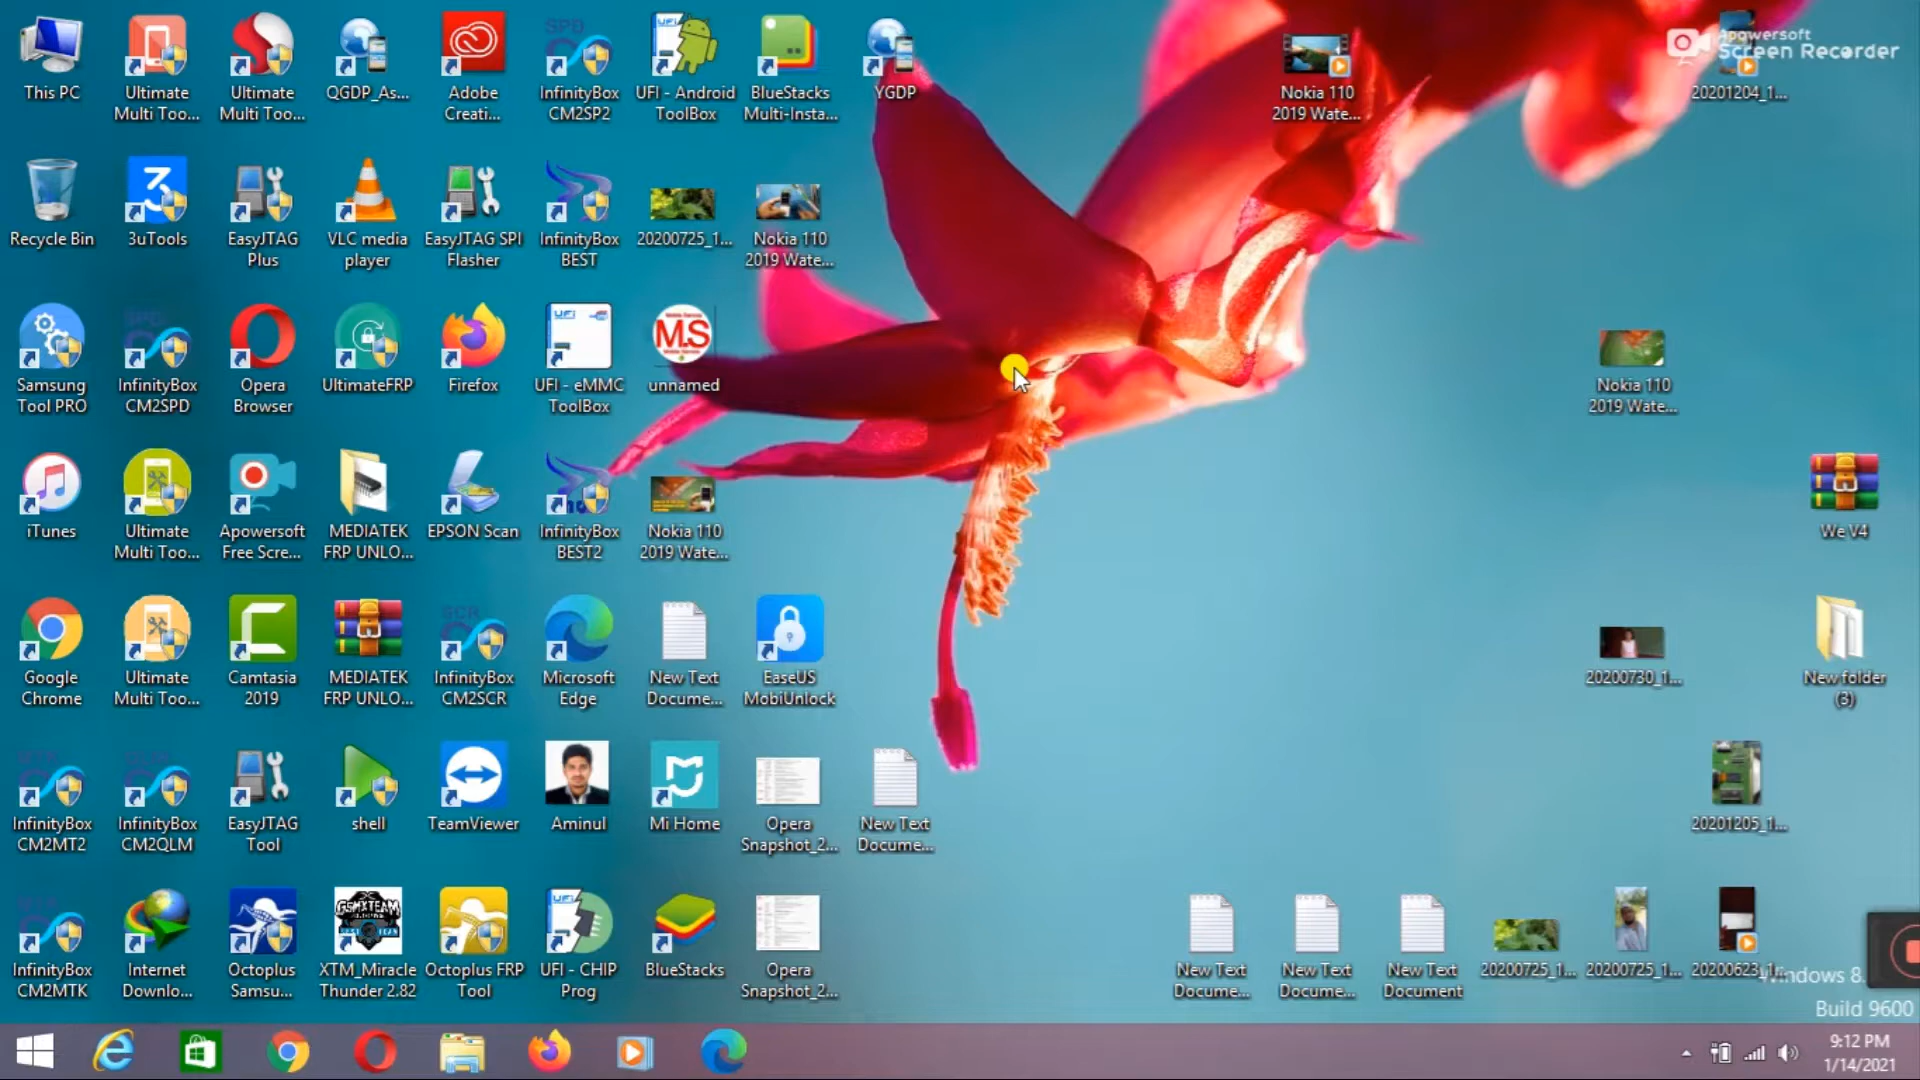 This PC
Ultimate
Multi Too...
Ultimate
Multi Too...
QGDP_As...
Adobe
Creati...
InfinityBox
CM2SP2
UFI - Android
ToolBox
BlueStacks
Multi-Insta...
YGDP
Nokia 110
2019 Wate...
Apowersoft
Screen Recorder
20201204_1...
Recycle Bin
3uTools
EasyJTAG
Plus
VLC media
player
EasyJTAG SPI
Flasher
InfinityBox
BEST
20200725_1...
Nokia 110
2019 Wate...
Samsung
Tool PRO
InfinityBox
CM2SPD
Opera
Browser
UltimateFRP
Firefox
UFI - eMMC
ToolBox
MS
unnamed
Nokia 110
2019 Wate...
iTunes
Ultimate
Multi Too...
Apowersoft
Free Scre...
MEDIATEK
FRP UNLO...
EPSON Scan
InfinityBox
BEST2
Nokia 110
2019 Wate...
We V4
Google
Chrome
Ultimate
Multi Too...
Camtasia
2019
MEDIATEK
FRP UNLO...
InfinityBox
CM2SCR
Microsoft
Edge
New Text
Docume...
EaseUS
MobiUnlock
20200730_1...
New folder
(3)
InfinityBox
CM2MT2
InfinityBox
CM2QLM
EasyJTAG
Tool
shell
TeamViewer
Aminul
Mi Home
Opera
Snapshot_2...
New Text
Docume...
20201205_1...
InfinityBox
CM2MTK
Internet
Downlo...
Octoplus
Samsu...
XTM_Miracle
Thunder 2.82
Octoplus FRP
Tool
UFI - CHIP
Prog
BlueStacks
Opera
Snapshot_2...
New Text
Docume...
New Text
Docume...
New Text
Document
20200725_1...
20200725_1...
20200623_1...
Windows 8.
Build 9600
9:12 PM
1/14/2021